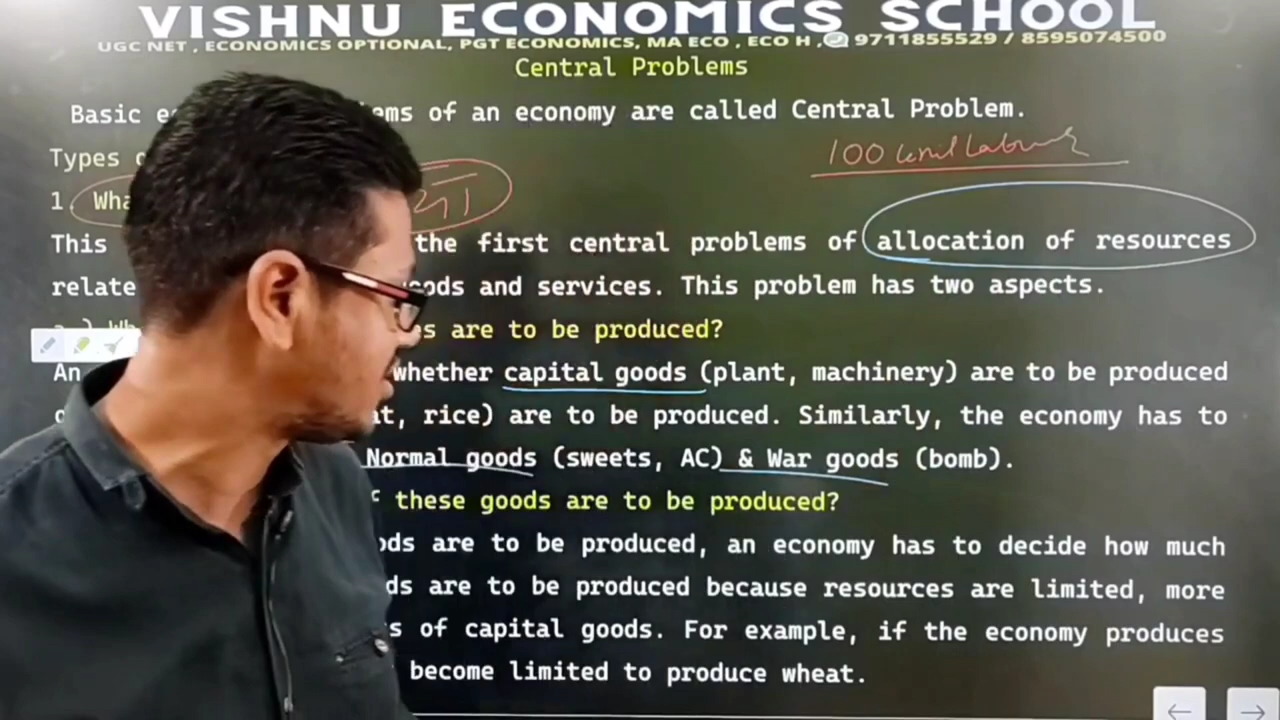 VISHNU ECONOMICS SCHOOL
UGC NET , ECONOMICS OPTIONAL, PGT ECONOMICS, MA ECO , ECO H , 9711855529 / 8595074500
Central Problems
Basic of an economy are called Central Problem.
Types
100 unit Labour
1.
This the first central problems of allocation of resources
and services. This problem has two aspects.
are to be produced?
An whether capital goods (plant, machinery) are to be produced
rice) are to be produced. Similarly, the economy has to
Normal goods (sweets, AC) & War goods (bomb).
these goods are to be produced?
are to be produced, an economy has to decide how much
are to be produced because resources are limited, more
of capital goods. For example, if the economy produces
become limited to produce wheat.